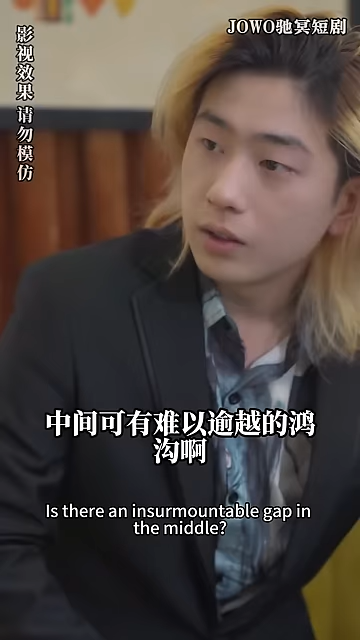 JOWO驰冥短剧
影视效果 请勿模仿
中间可有难以逾越的鸿
沟啊
Is there an insurmountable gap in
the middle?